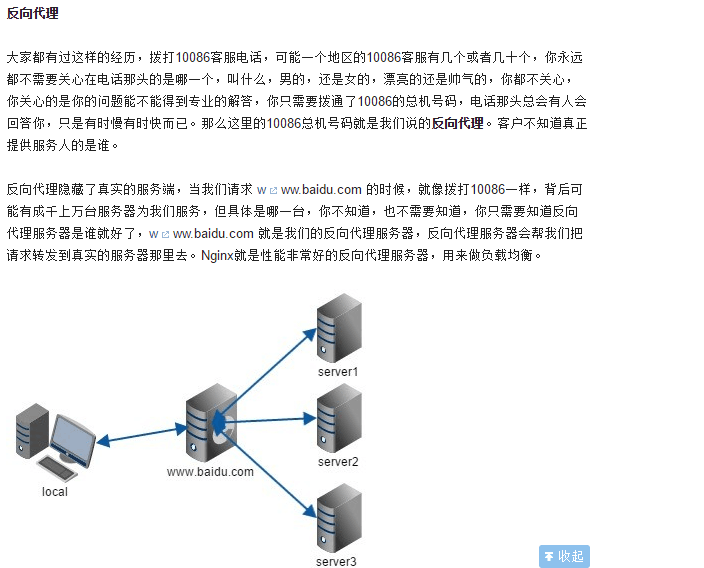 反向代理
大家都有过这样的经历，拨打10086客服电话，可能一个地区的10086客服有几个或者几十个，你永远
都不需要关心在电话那头的是哪一个，叫什么，男的，还是女的，漂亮的还是帅气的，你都不关心，
你关心的是你的问题能不能得到专业的解答，你只需要拨通了10086的总机号码，电话那头总会有人会
回答你，只是有时慢有时快而已。那么这里的10086总机号码就是我们说的反向代理。客户不知道真正
提供服务人的是谁。
反向代理隐藏了真实的服务端，当我们请求 w ww.baidu.com 的时候，就像拨打10086一样，背后可
能有成千上万台服务器为我们服务，但具体是哪一台，你不知道，也不需要知道，你只需要知道反向
代理服务器是谁就好了，w ww.baidu.com 就是我们的反向代理服务器，反向代理服务器会帮我们把
请求转发到真实的服务器那里去。Nginx就是性能非常好的反向代理服务器，用来做负载均衡。
server1
server2
www.baidu.com
local
server3
收起